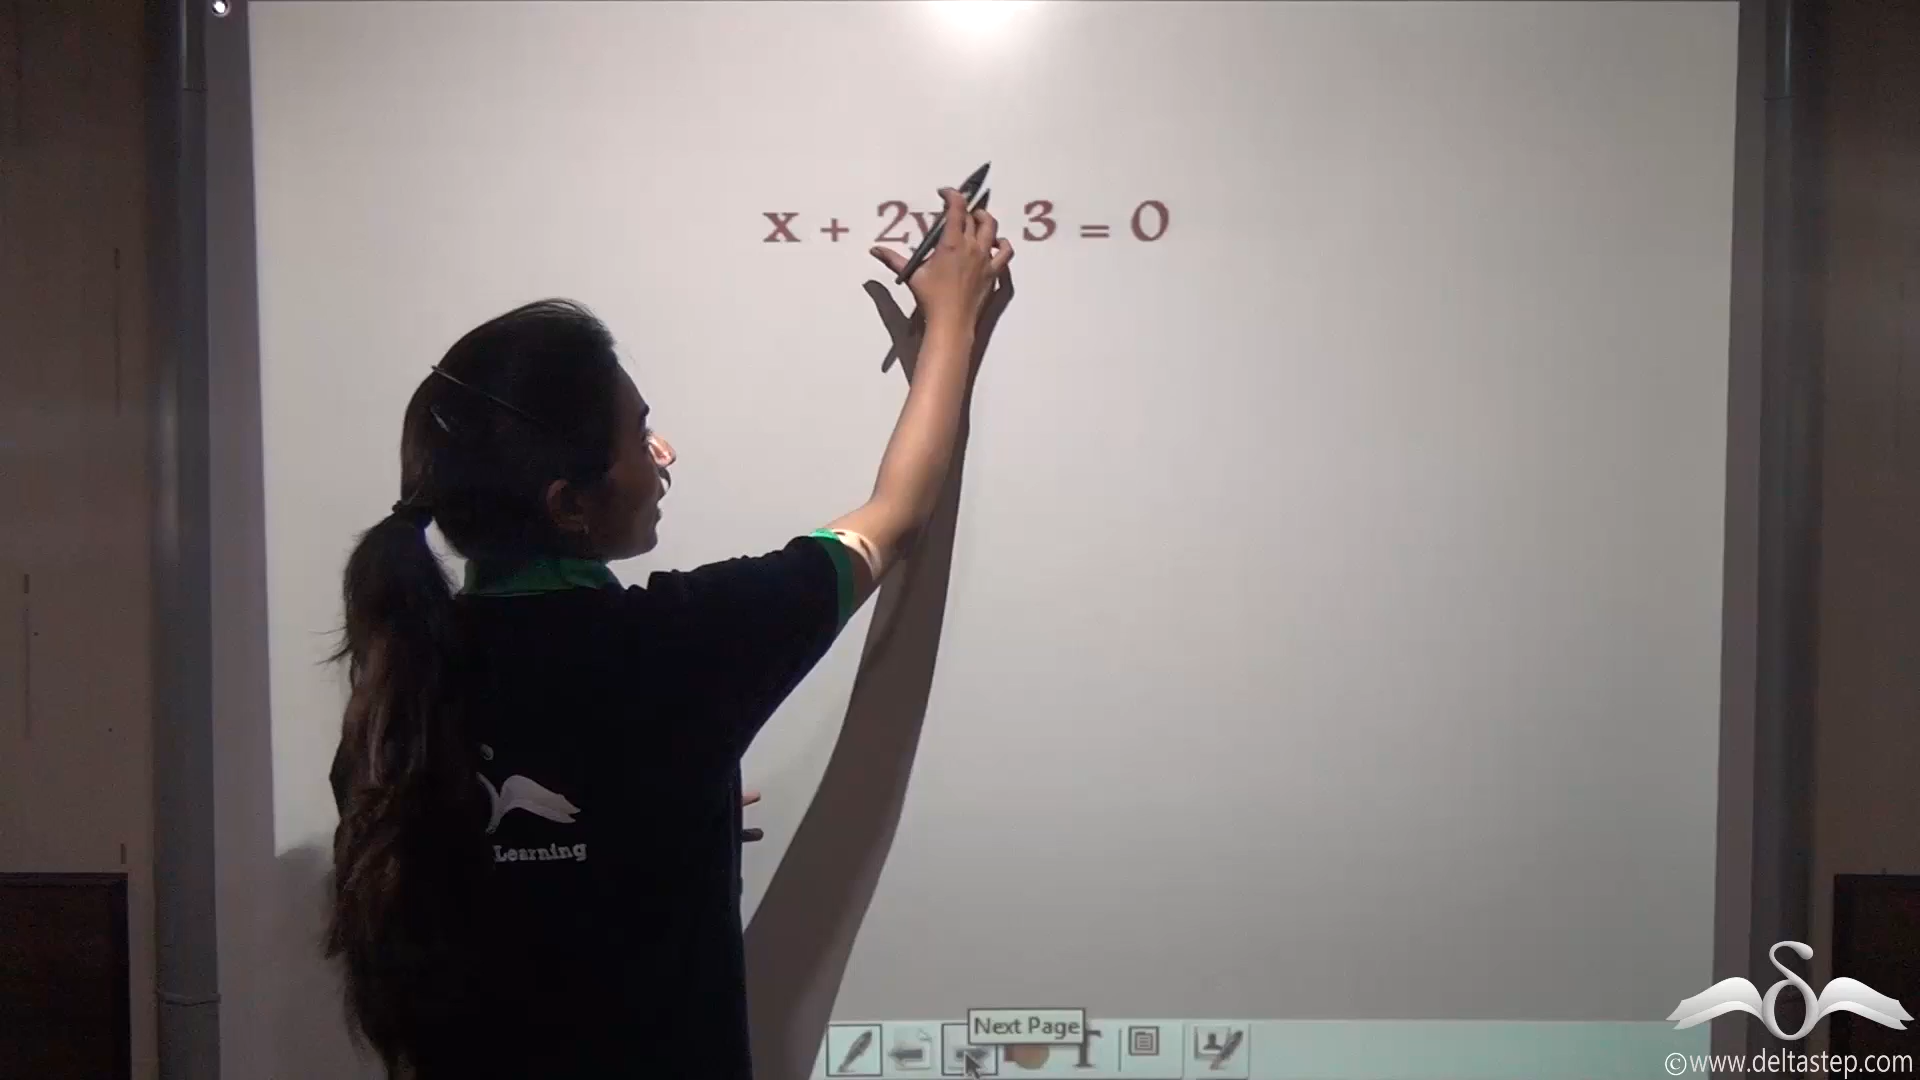 x + 2y 3 = 0
Learning
Next Page
©www.deltastep.com